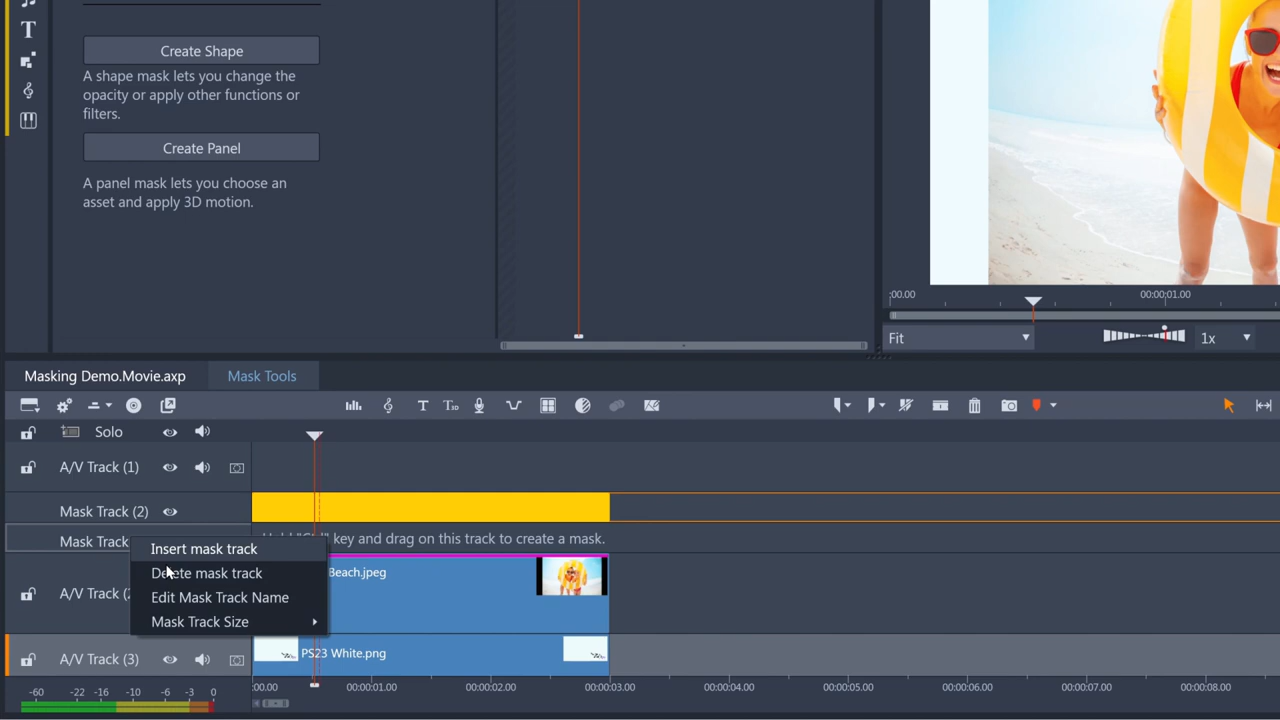 T
Create Shape
A shape mask lets you change the
opacity or apply other functions or
filters.
Create Panel
A panel mask lets you choose an
asset and apply 3D motion.
;00.00
00:00:01.00
Fit
1x
Masking Demo.Movie.axp
Mask Tools
T T3D
Solo
A/V Track (1)
Mask Track (2)
Mask Track
key and drag on this track to create a mask.
Insert mask track
Delete mask track
Edit Mask Track Name
Mask Track Size
Beach.jpeg
A/V Track (
A/V Track (3)
PS23 White.png
-60 -22 -16 -10 -6 -3 0
:00.00 00:00:01.00 00:00:02.00 00:00:03.00 00:00:04.00 00:00:05.00 00:00:06.00 00:00:07.00 00:00:08.00